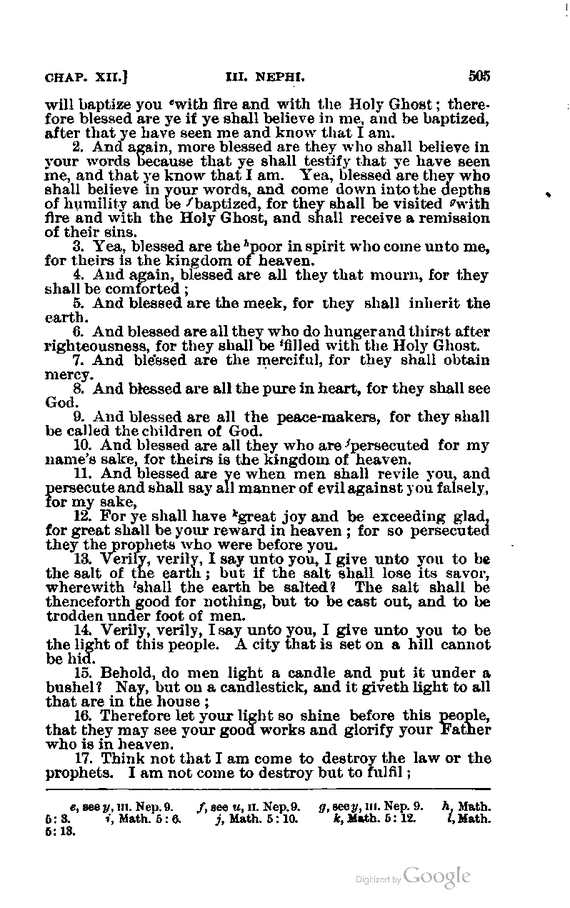 CHAP. XII.] III. NEPHI. 505
will baptize you ᵉwith fire and with the Holy Ghost; there-
fore blessed are ye if ye shall believe in me, and be baptized,
after that ye have seen me and know that I am.
2. And again, more blessed are they who shall believe in
your words because that ye shall testify that ye have seen
me, and that ye know that I am. Yea, blessed are they who
shall believe in your words, and come down into the depths
of humility and be ᶠbaptized, for they shall be visited ᵍwith
fire and with the Holy Ghost, and shall receive a remission
of their sins.
3. Yea, blessed are the ʰpoor in spirit who come unto me,
for theirs is the kingdom of heaven.
4. And again, blessed are all they that mourn, for they
shall be comforted;
5. And blessed are the meek, for they shall inherit the
earth.
6. And blessed are all they who do hunger and thirst after
righteousness, for they shall be ⁱfilled with the Holy Ghost.
7. And blessed are the merciful, for they shall obtain
mercy.
8. And blessed are all the pure in heart, for they shall see
God.
9. And blessed are all the peace-makers, for they shall
be called the children of God.
10. And blessed are all they who are ʲpersecuted for my
name's sake, for theirs is the kingdom of heaven.
11. And blessed are ye when men shall revile you, and
persecute and shall say all manner of evil against you falsely,
for my sake,
12. For ye shall have ᵏgreat joy and be exceeding glad,
for great shall be your reward in heaven; for so persecuted
they the prophets who were before you.
13. Verily, verily, I say unto you, I give unto you to be
the salt of the earth; but if the salt shall lose its savor,
wherewith ˡshall the earth be salted? The salt shall be
thenceforth good for nothing, but to be cast out, and to be
trodden under foot of men.
14. Verily, verily, I say unto you, I give unto you to be
the light of this people. A city that is set on a hill cannot
be hid.
15. Behold, do men light a candle and put it under a
bushel? Nay, but on a candlestick, and it giveth light to all
that are in the house;
16. Therefore let your light so shine before this people,
that they may see your good works and glorify your Father
who is in heaven.
17. Think not that I am come to destroy the law or the
prophets. I am not come to destroy but to fulfil;
e, see y, III. Nep. 9. f, see u, II. Nep. 9. g, see y, III. Nep. 9. h, Math.
5: 3. i, Math. 5: 6. j, Math. 5: 10. k, Math. 5: 12. l, Math.
5: 13.
Digitized by Google